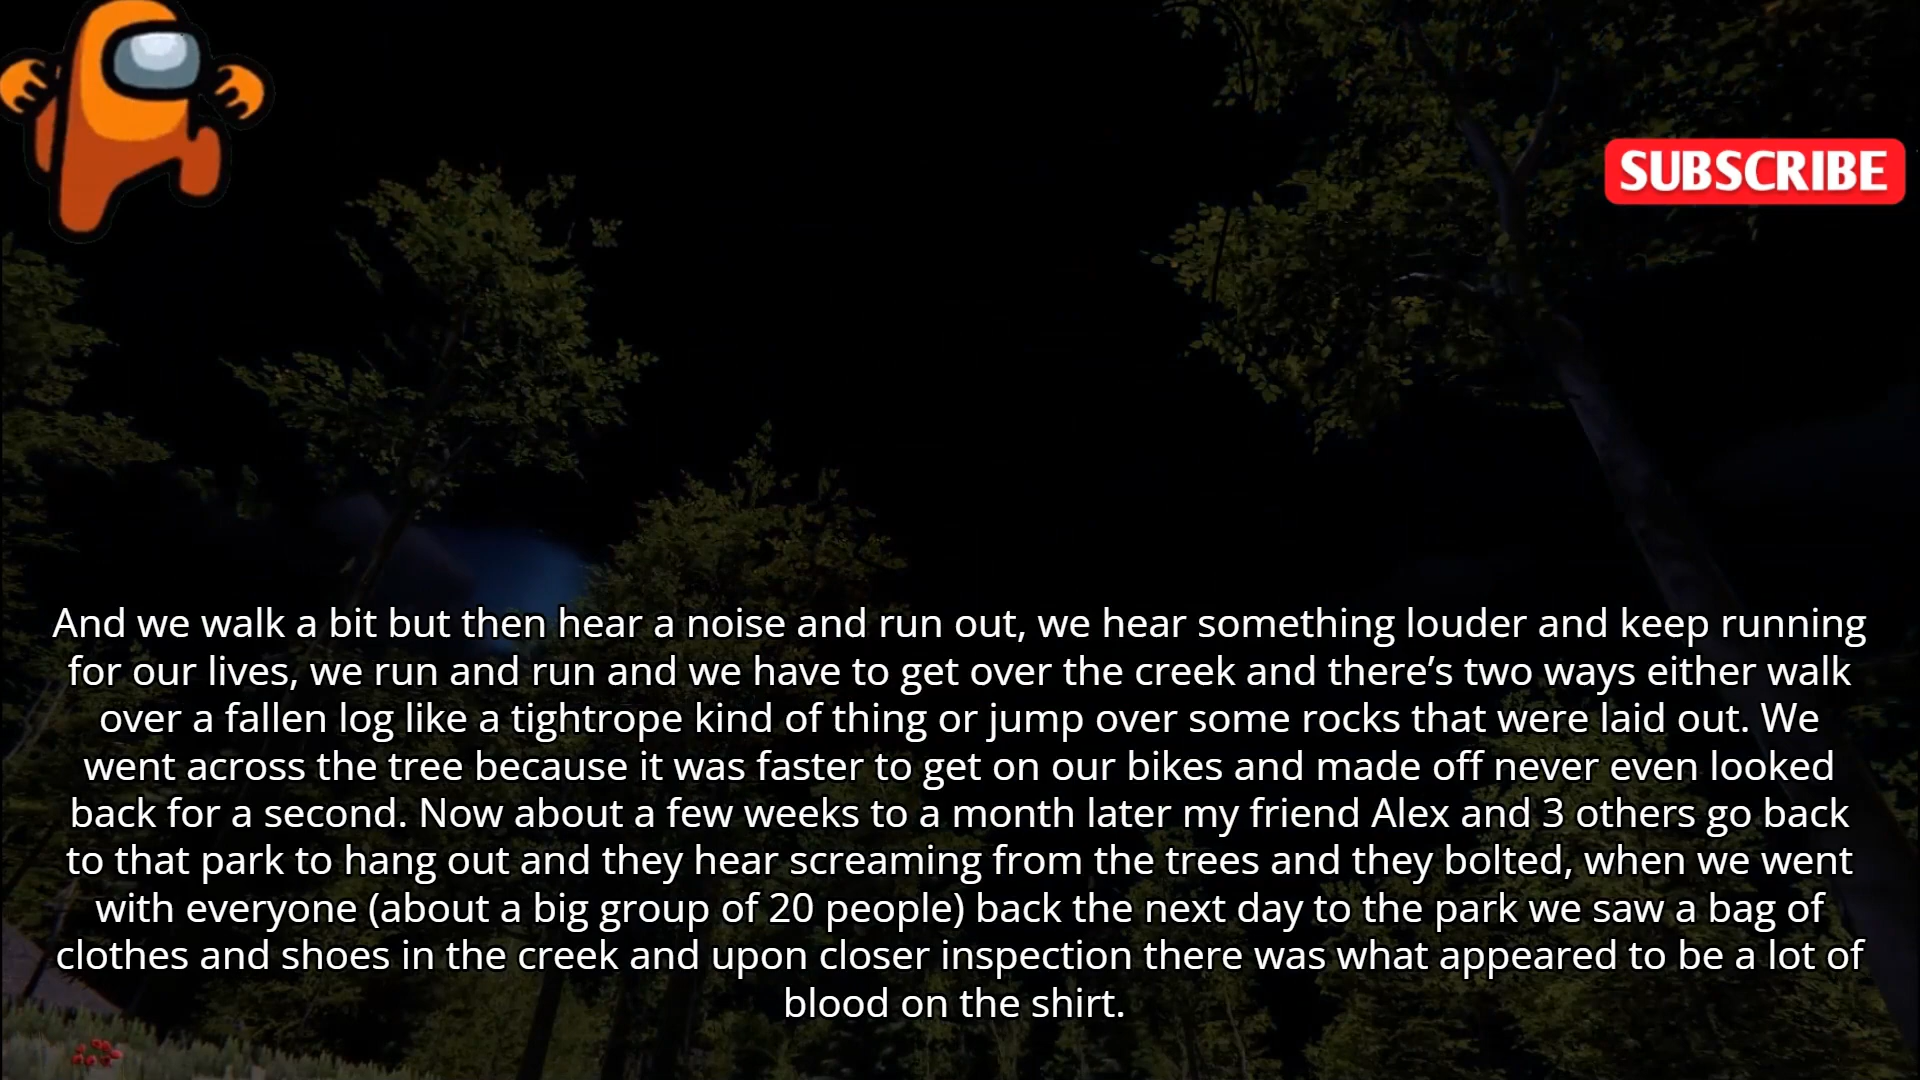 SUBSCRIBE
And we walk a bit but then hear a noise and run out, we hear something louder and keep running
for our lives, we run and run and we have to get over the creek and there’s two ways either walk
over a fallen log like a tightrope kind of thing or jump over some rocks that were laid out. We
went across the tree because it was faster to get on our bikes and made off never even looked
back for a second. Now about a few weeks to a month later my friend Alex and 3 others go back
to that park to hang out and they hear screaming from the trees and they bolted, when we went
with everyone (about a big group of 20 people) back the next day to the park we saw a bag of
clothes and shoes in the creek and upon closer inspection there was what appeared to be a lot of
blood on the shirt.